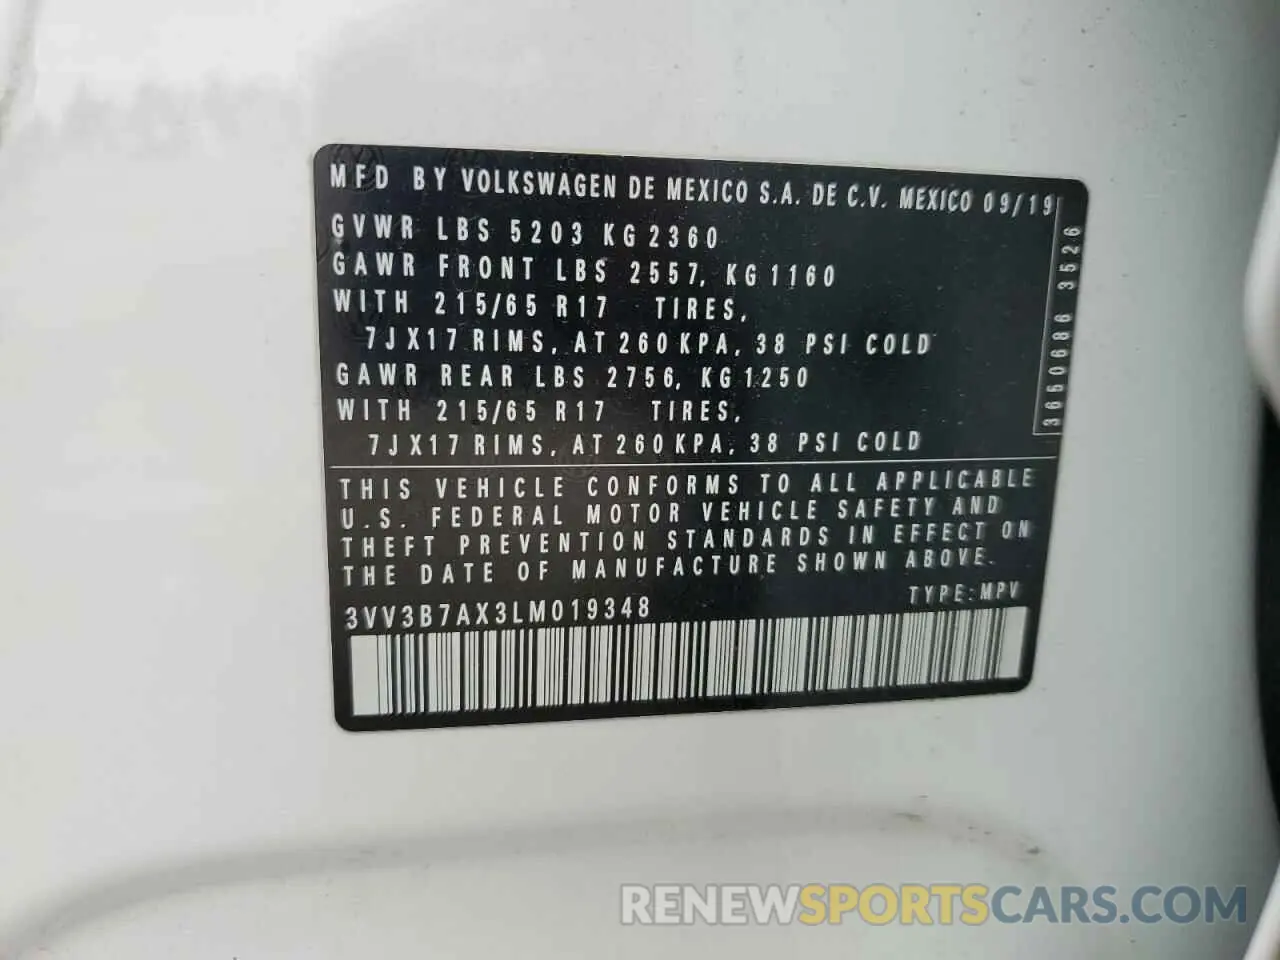 MFD BY VOLKSWAGEN DE MEXICO S.A. DE C.V. MEXICO 09/19
GVWR LBS 5203 KG 2360
GAWR FRONT LBS 2557, KG 1160
WITH 215/65 R17 TIRES,
7JX17 RIMS, AT 260 KPA, 38 PSI COLD
GAWR REAR LBS 2756, KG 1250
WITH 215/65 R17 TIRES,
7JX17 RIMS, AT 260 KPA, 38 PSI COLD
3650686 3526
THIS VEHICLE CONFORMS TO ALL APPLICABLE
U.S. FEDERAL MOTOR VEHICLE SAFETY AND
THEFT PREVENTION STANDARDS IN EFFECT ON
THE DATE OF MANUFACTURE SHOWN ABOVE.
3VV3B7AX3LM019348 TYPE: MPV
RENEWSPORTSCARS.COM